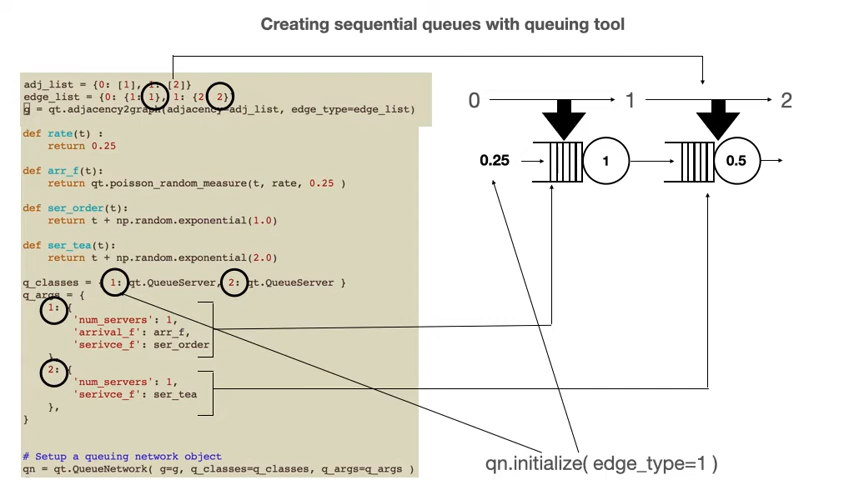 Creating sequential queues with queuing tool
adj_list = {0: [1], 1: [2]}
edge_list = {0: {1: 1}, 1: {2 2}}
g = qt.adjacency2graph(adjacency=adj_list, edge_type=edge_list)
def rate(t) :
return 0.25
def arr_f(t):
return qt.poisson_random_measure(t, rate, 0.25 )
def ser_order(t):
return t + np.random.exponential(1.0)
def ser_tea(t):
return t + np.random.exponential(2.0)
q_classes = { 1: qt.QueueServer, 2: qt.QueueServer }
q_args = {
1: {
'num_servers': 1,
'arrival_f': arr_f,
'serivce_f': ser_order
},
2: {
'num_servers': 1,
'serivce_f': ser_tea
},
}
# Setup a queuing network object
qn = qt.QueueNetwork( g=g, q_classes=q_classes, q_args=q_args )
0 1 2
0.25 1 0.5
qn.initialize( edge_type=1 )